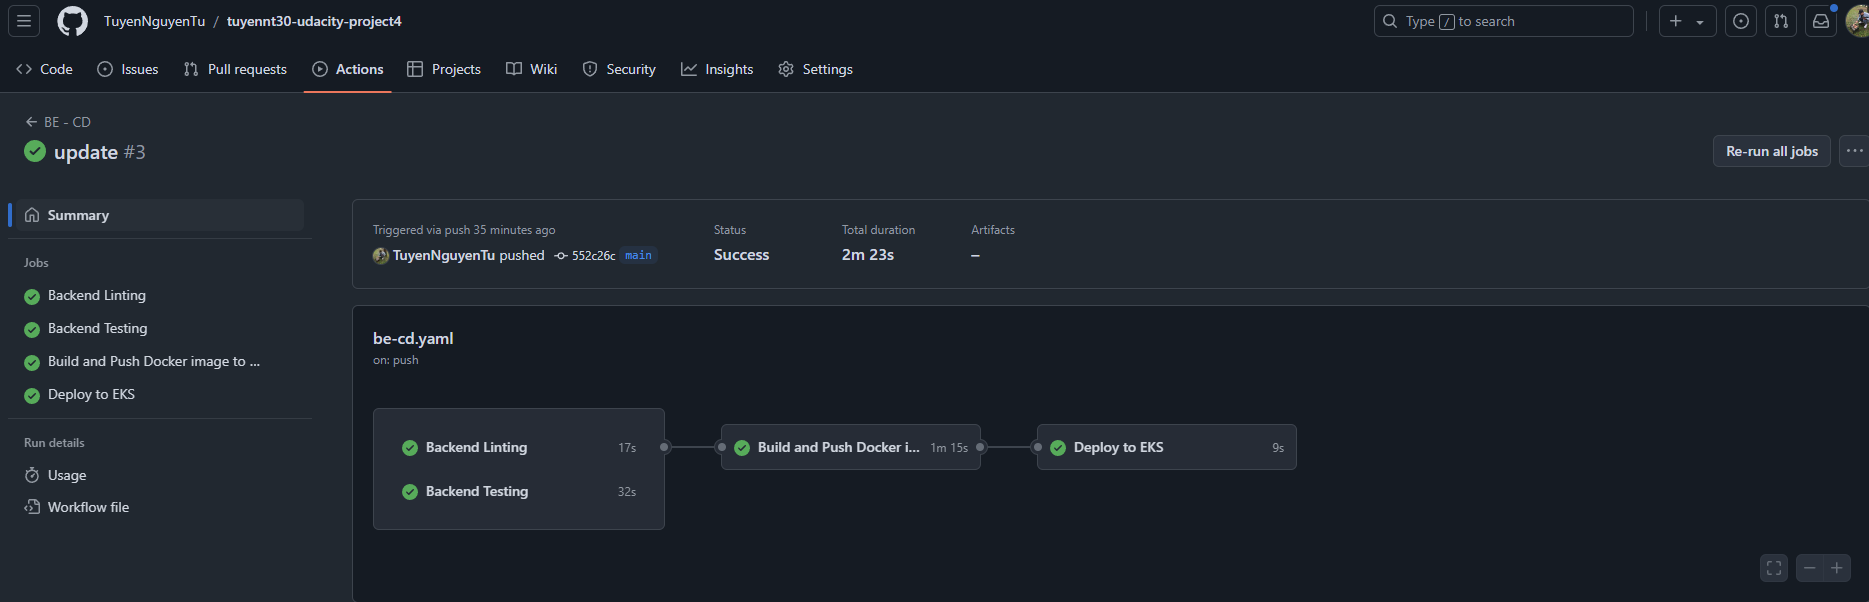 TuyenNguyenTu / tuyennt30-udacity-project4
Type / to search
Code Issues Pull requests Actions Projects Wiki Security Insights Settings
BE - CD
update #3
Re-run all jobs
Summary
Jobs
Backend Linting
Backend Testing
Build and Push Docker image to ...
Deploy to EKS
Run details
Usage
Workflow file
Triggered via push 35 minutes ago
TuyenNguyenTu pushed 552c26c main
Status
Success
Total duration
2m 23s
Artifacts
–
be-cd.yaml
on: push
Backend Linting 17s
Backend Testing 32s
Build and Push Docker i... 1m 15s
Deploy to EKS 9s